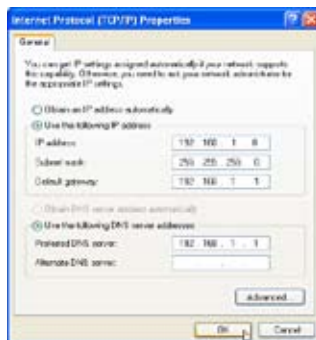 Internet Protocol (TCP/IP) Properties
General
You can get IP settings assigned automatically if your network supports
this capability. Otherwise, you need to ask your network administrator for
the appropriate IP settings.
Obtain an IP address automatically
Use the following IP address
IP address: 192 168 1
Subnet mask: 255 255 255 0
Default gateway: 192 168 1 1
Obtain DNS server address automatically
Use the following DNS server addresses
Preferred DNS server: 192 . 168 . 1 . 1
Alternate DNS server:
Advanced...
OK Cancel